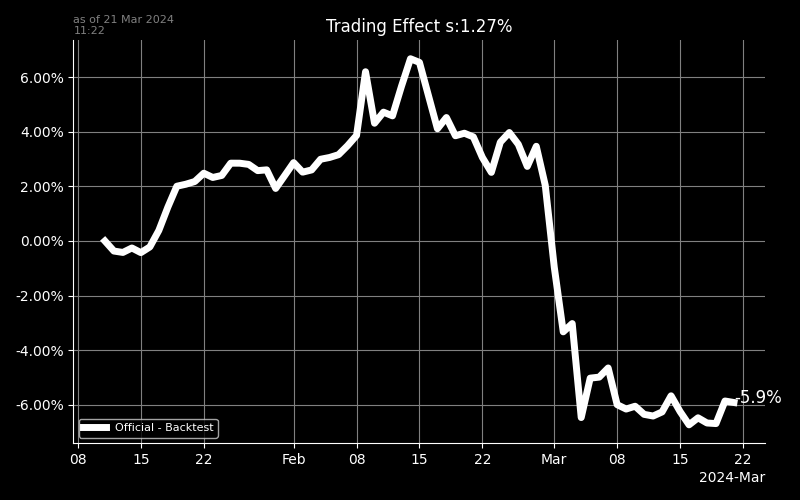 as of 21 Mar 2024
11:22
Trading Effect s:1.27%
6.00%
4.00%
2.00%
0.00%
-2.00%
-4.00%
-6.00%
-5.9%
Official - Backtest
08 15 22 Feb 08 15 22 Mar 08 15 22
2024-Mar